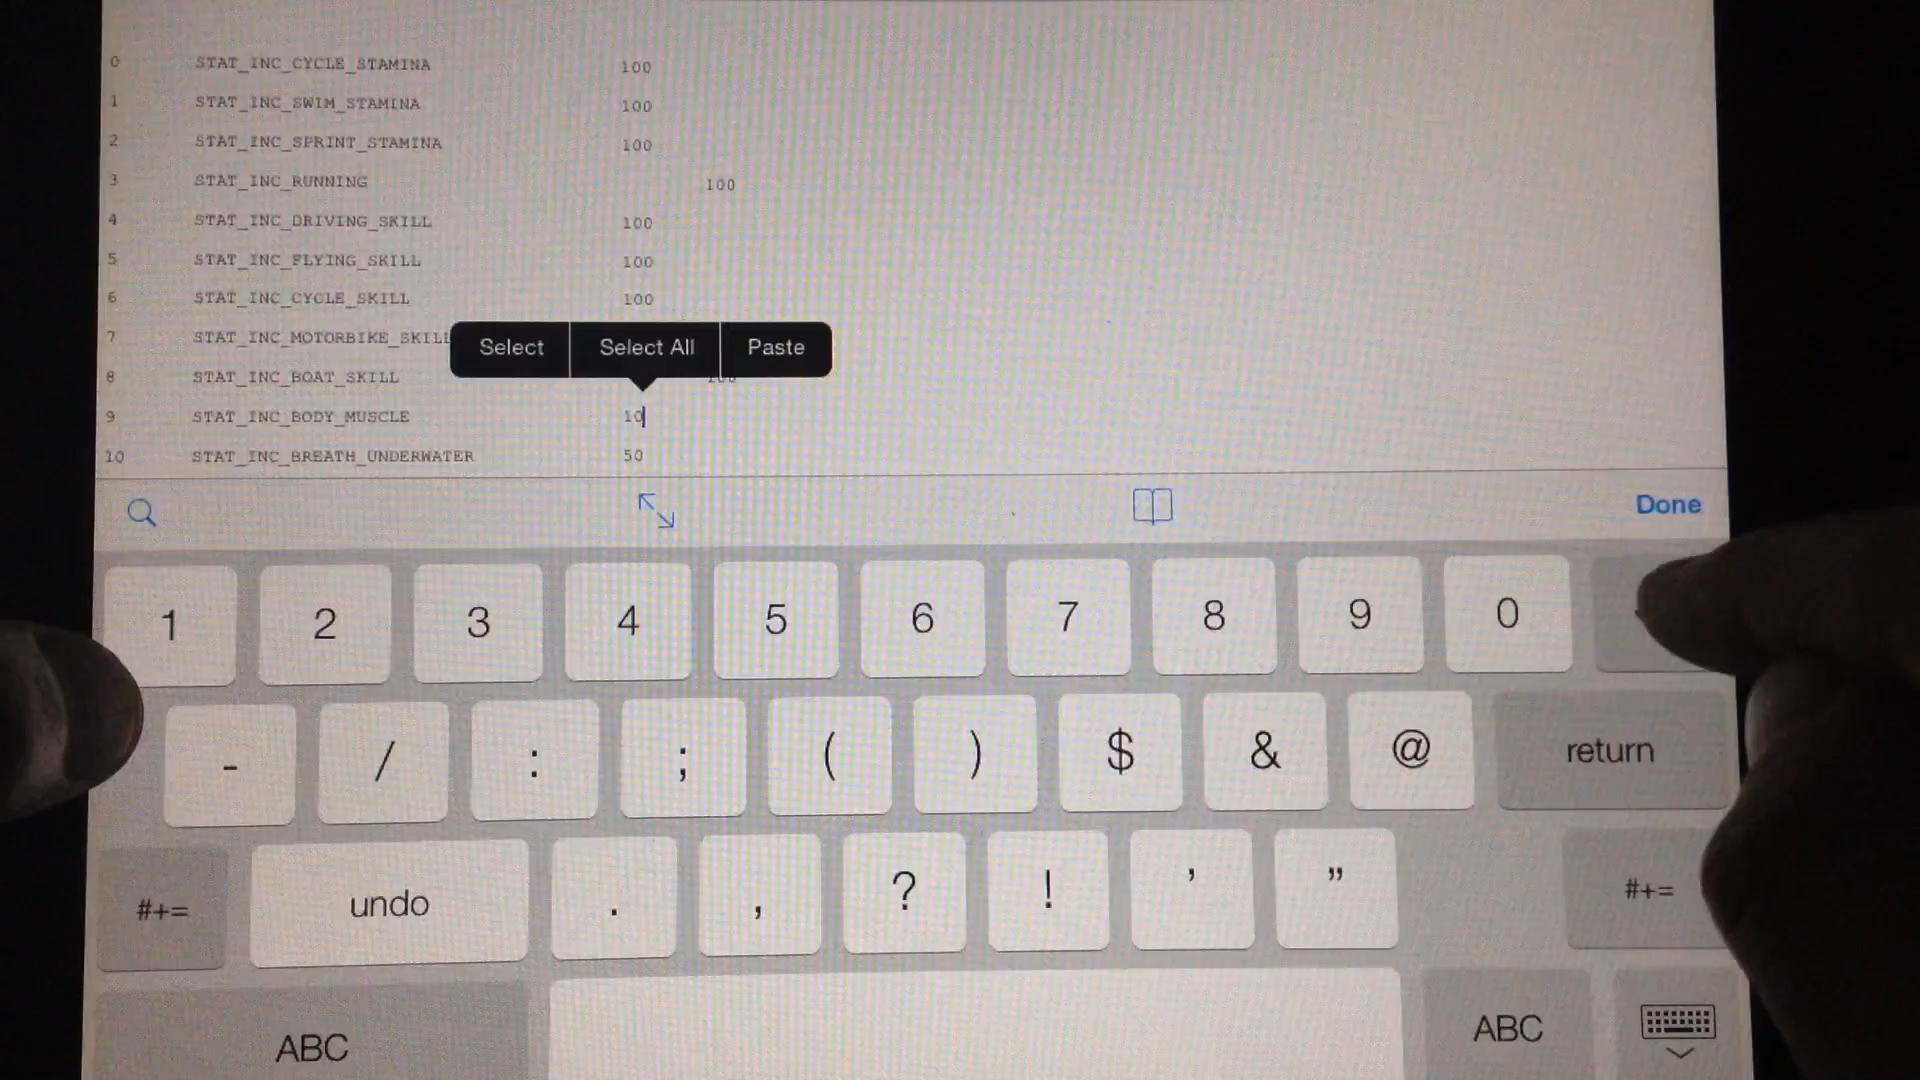 0 STAT_INC_CYCLE_STAMINA 100
1 STAT_INC_SWIM_STAMINA 100
2 STAT_INC_SPRINT_STAMINA 100
3 STAT_INC_RUNNING 100
4 STAT_INC_DRIVING_SKILL 100
5 STAT_INC_FLYING_SKILL 100
6 STAT_INC_CYCLE_SKILL 100
7 STAT_INC_MOTORBIKE_SKILL
Select Select All Paste
8 STAT_INC_BOAT_SKILL 100
9 STAT_INC_BODY_MUSCLE 10
10 STAT_INC_BREATH_UNDERWATER 50
Done
1 2 3 4 5 6 7 8 9 0
- / : ; ( ) $ & @ return
#+= undo . , ? ! ' " #+=
ABC ABC